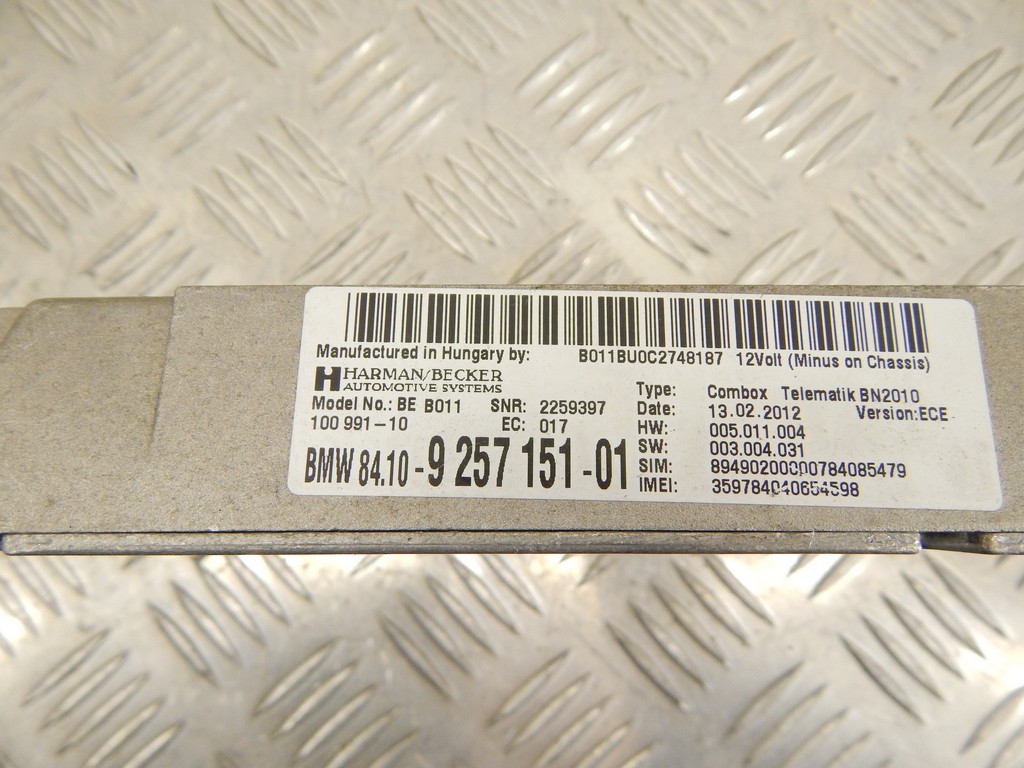 Manufactured in Hungary by: B011BU0C2748187 12Volt (Minus on Chassis)
HARMAN/BECKER
AUTOMOTIVE SYSTEMS
Model No.: BE B011 SNR: 2259397
100 991-10 EC: 017
BMW 84.10-9 257 151-01
Type: Combox Telematik BN2010
Date: 13.02.2012 Version:ECE
HW: 005.011.004
SW: 003.004.031
SIM: 89490200000784085479
IMEI: 359784040654598